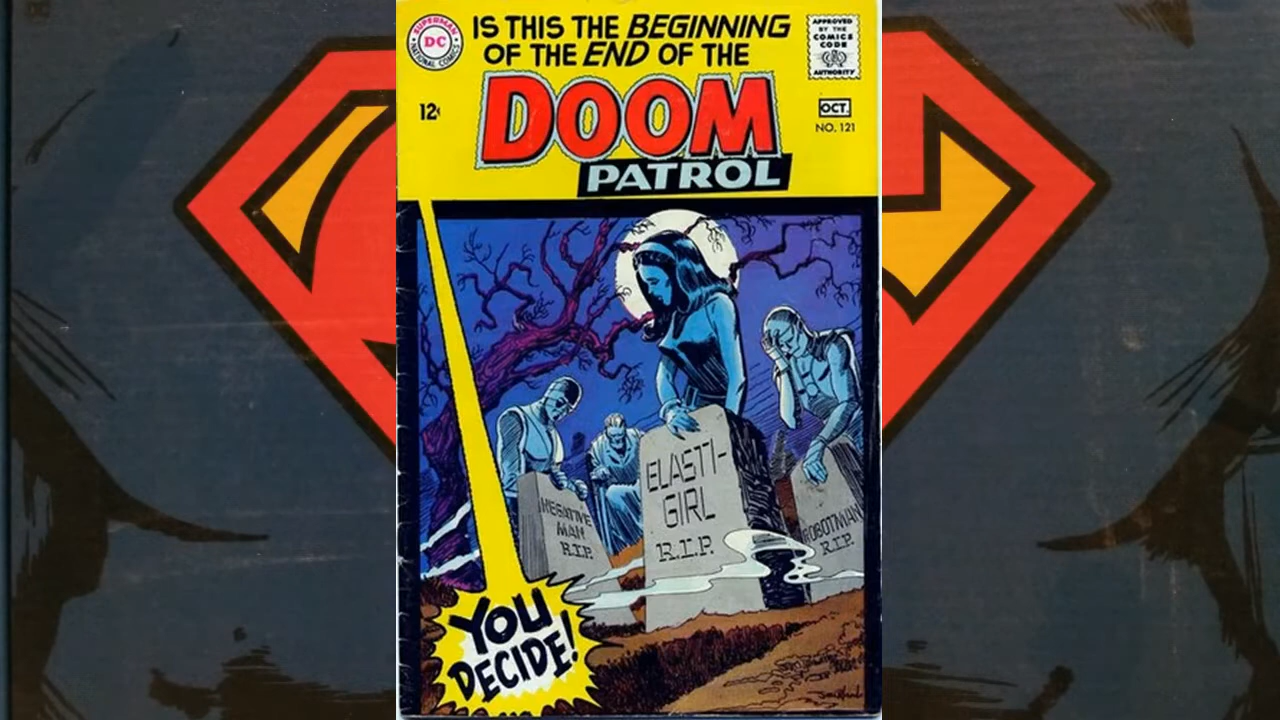 SUPERMAN
DC
NATIONAL COMICS
IS THIS THE BEGINNING
OF THE END OF THE
DOOM
PATROL
APPROVED
BY THE
COMICS
CODE
AUTHORITY
12¢
OCT.
NO. 121
ELASTI-
GIRL
R.I.P.
NEGATIVE
MAN
R.I.P.
ROBOTMAN
R.I.P.
YOU
DECIDE!